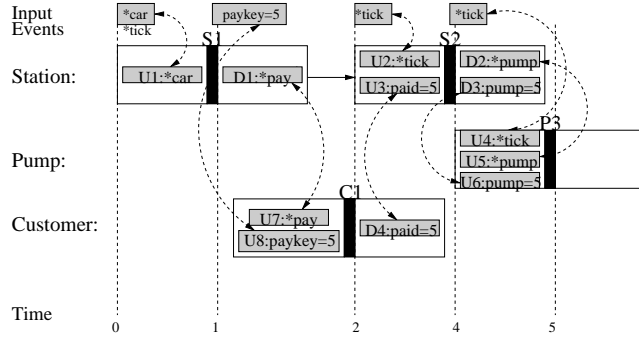 Input
Events
*car
*tick
paykey=5
*tick
*tick
S1
S2
Station:
U1:*car
D1:*pay
U2:*tick
U3:paid=5
D2:*pump
D3:pump=5
P3
Pump:
U4:*tick
U5:*pump
U6:pump=5
C1
Customer:
U7:*pay
U8:paykey=5
D4:paid=5
Time
0
1
2
4
5